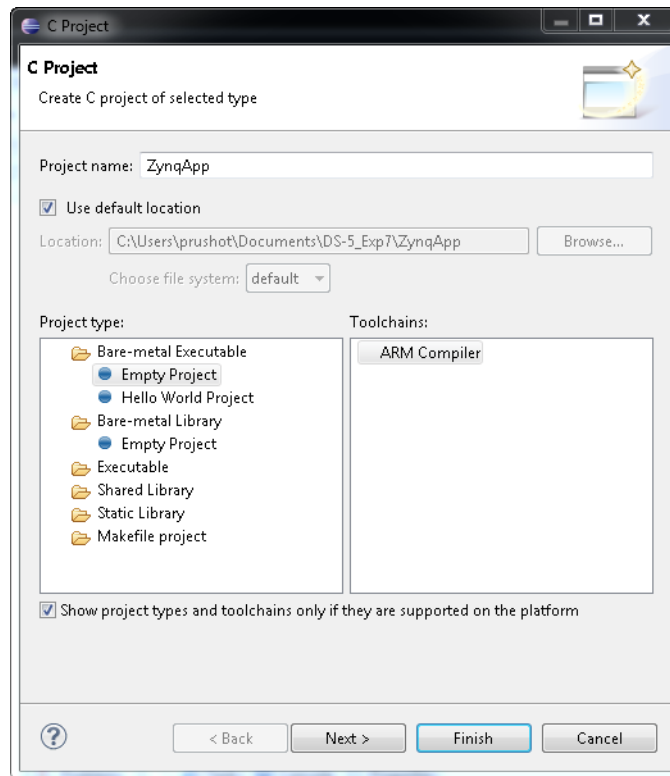 C Project
C Project
Create C project of selected type
Project name: ZynqApp
Use default location
Location: C:\Users\prushot\Documents\DS-5_Exp7\ZynqApp Browse...
Choose file system: default
Project type: Toolchains:
Bare-metal Executable ARM Compiler
Empty Project
Hello World Project
Bare-metal Library
Empty Project
Executable
Shared Library
Static Library
Makefile project
Show project types and toolchains only if they are supported on the platform
? < Back Next > Finish Cancel